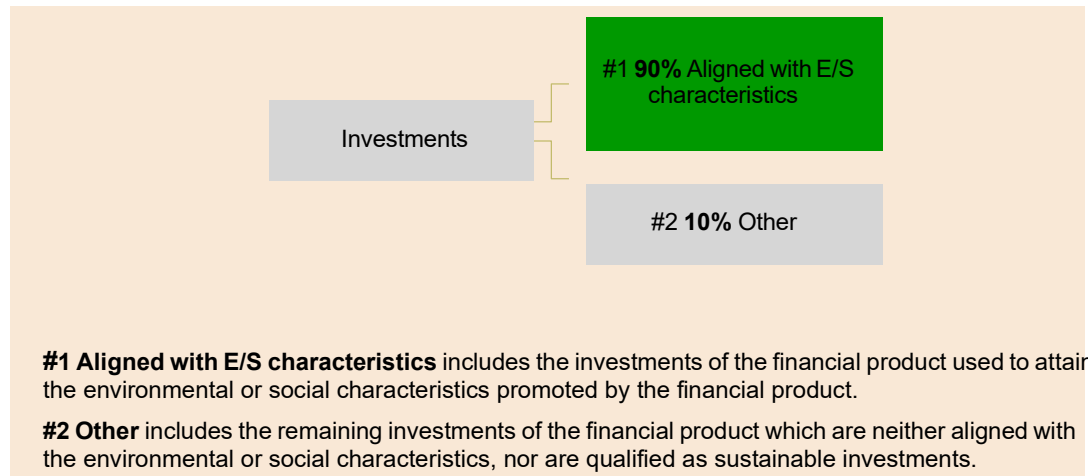 #1 90% Aligned with E/S
characteristics
Investments
#2 10% Other
#1 Aligned with E/S characteristics includes the investments of the financial product used to attain
the environmental or social characteristics promoted by the financial product.
#2 Other includes the remaining investments of the financial product which are neither aligned with
the environmental or social characteristics, nor are qualified as sustainable investments.